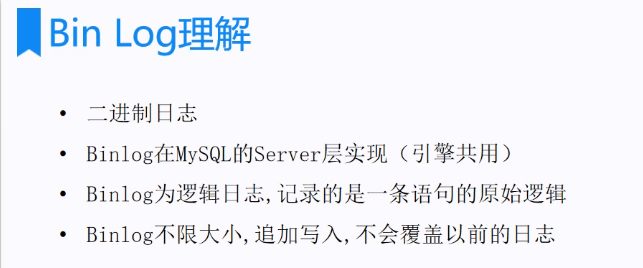 Bin Log理解
• 二进制日志
• Binlog在MySQL的Server层实现（引擎共用）
• Binlog为逻辑日志,记录的是一条语句的原始逻辑
• Binlog不限大小,追加写入,不会覆盖以前的日志